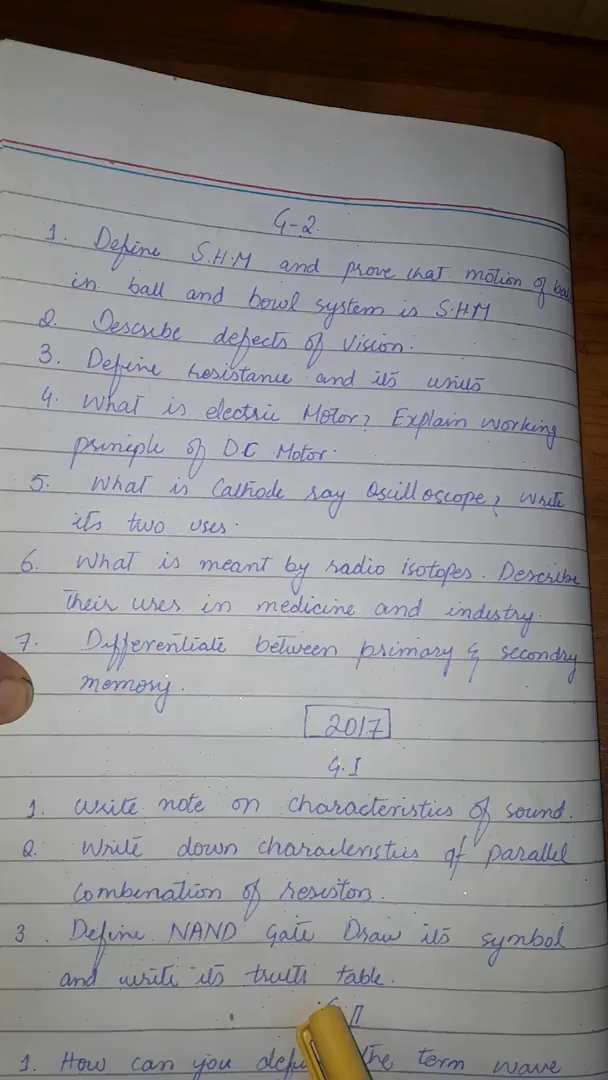 G-2.
1. Define S.H.M and prove that motion of ball
in ball and bowl system is S.HM
2. Describe defects of Vision.
3. Define resistance and its units
4. What is electric Motor? Explain working
principle of D.C Motor.
5. What is Cathode ray Oscilloscope? write
its two uses.
6. What is meant by radio isotopes. Describe
their uses in medicine and industry.
7. Differentiate between primary & secondry
memory.
2017
G.I
1. Write note on characteristics of sound.
2. Write down characterstics of parallel
Combination of resistors.
3. Define NAND Gate Draw its symbol
and write its truth table.
G.II
1. How can you the term wave